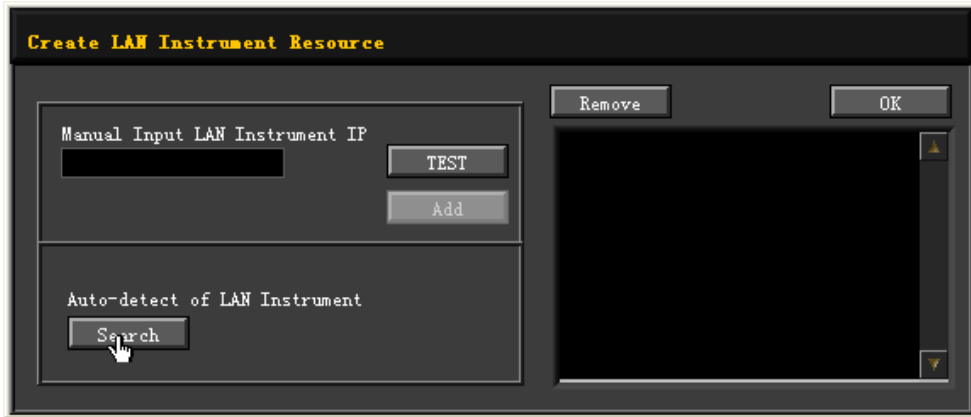 Create LAN Instrument Resource
Manual Input LAN Instrument IP
TEST
Add
Auto-detect of LAN Instrument
Search
Remove
OK